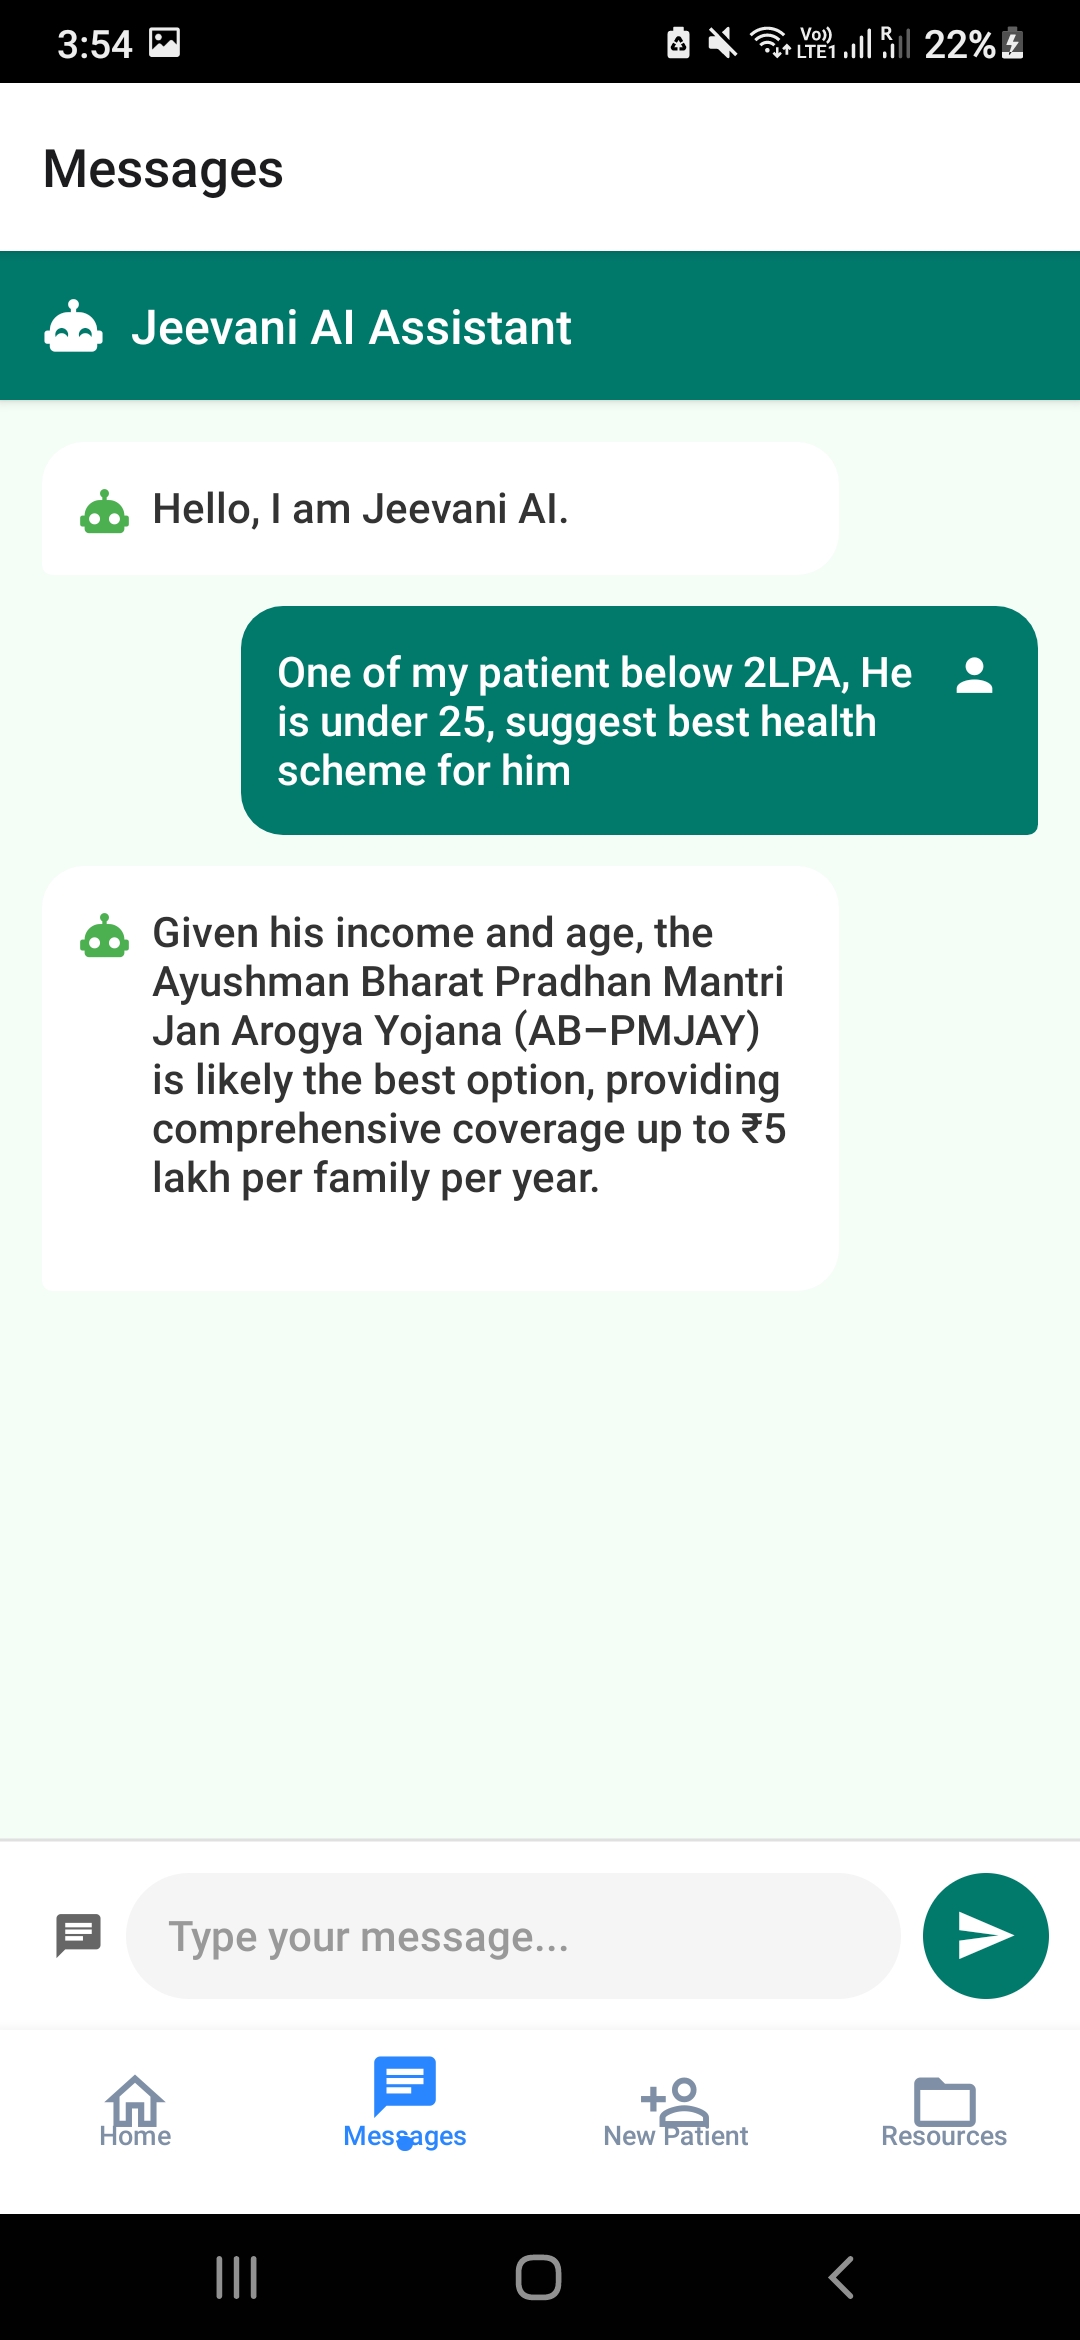 3:54
Vo)) LTE1 R 22%
Messages
Jeevani AI Assistant
Hello, I am Jeevani AI.
One of my patient below 2LPA, He
is under 25, suggest best health
scheme for him
Given his income and age, the
Ayushman Bharat Pradhan Mantri
Jan Arogya Yojana (AB–PMJAY)
is likely the best option, providing
comprehensive coverage up to ₹5
lakh per family per year.
Type your message...
Home Messages New Patient Resources